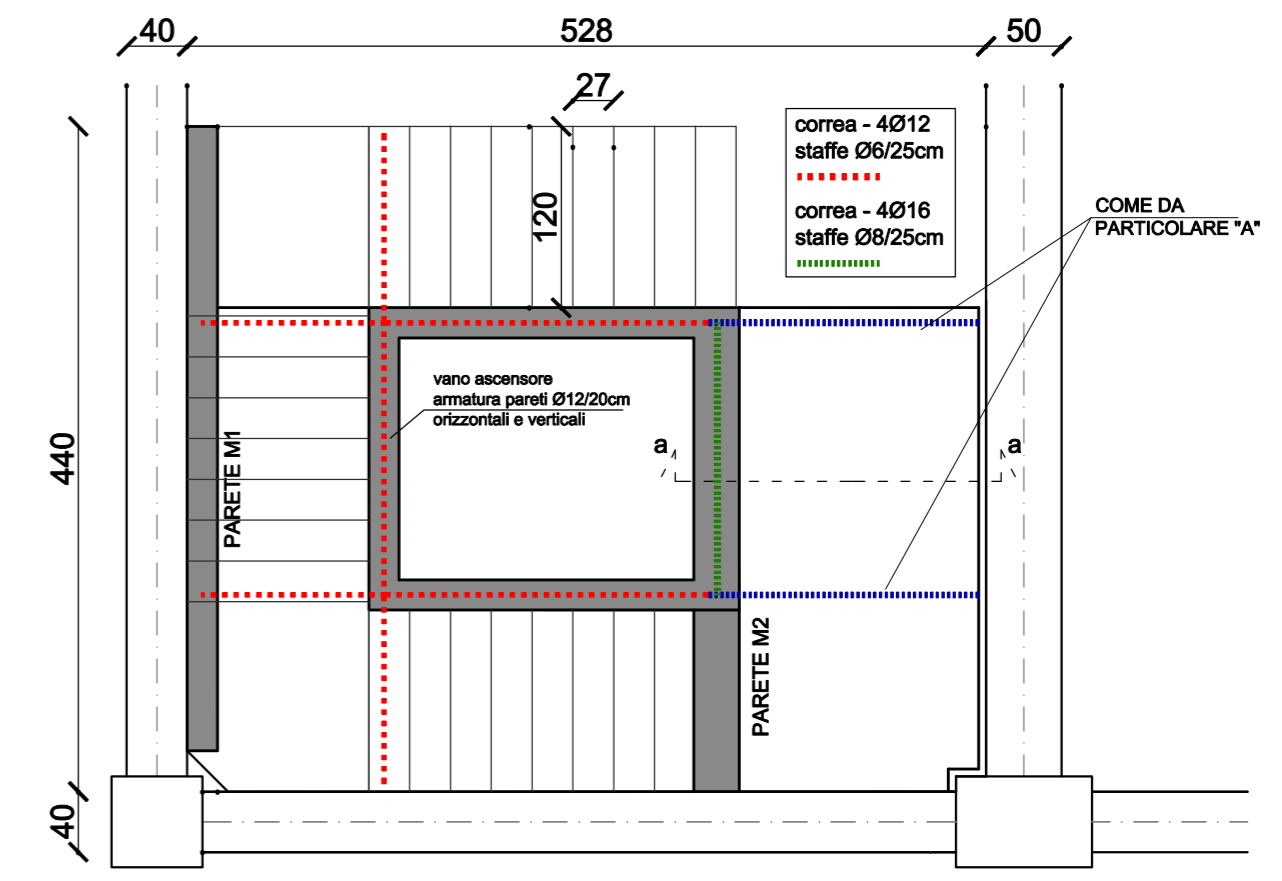 40
528
50
27
correa - 4Ø12
staffe Ø6/25cm
correa - 4Ø16
staffe Ø8/25cm
COME DA
PARTICOLARE "A"
120
vano ascensore
armatura pareti Ø12/20cm
orizzontali e verticali
440
PARETE M1
a
a
PARETE M2
40